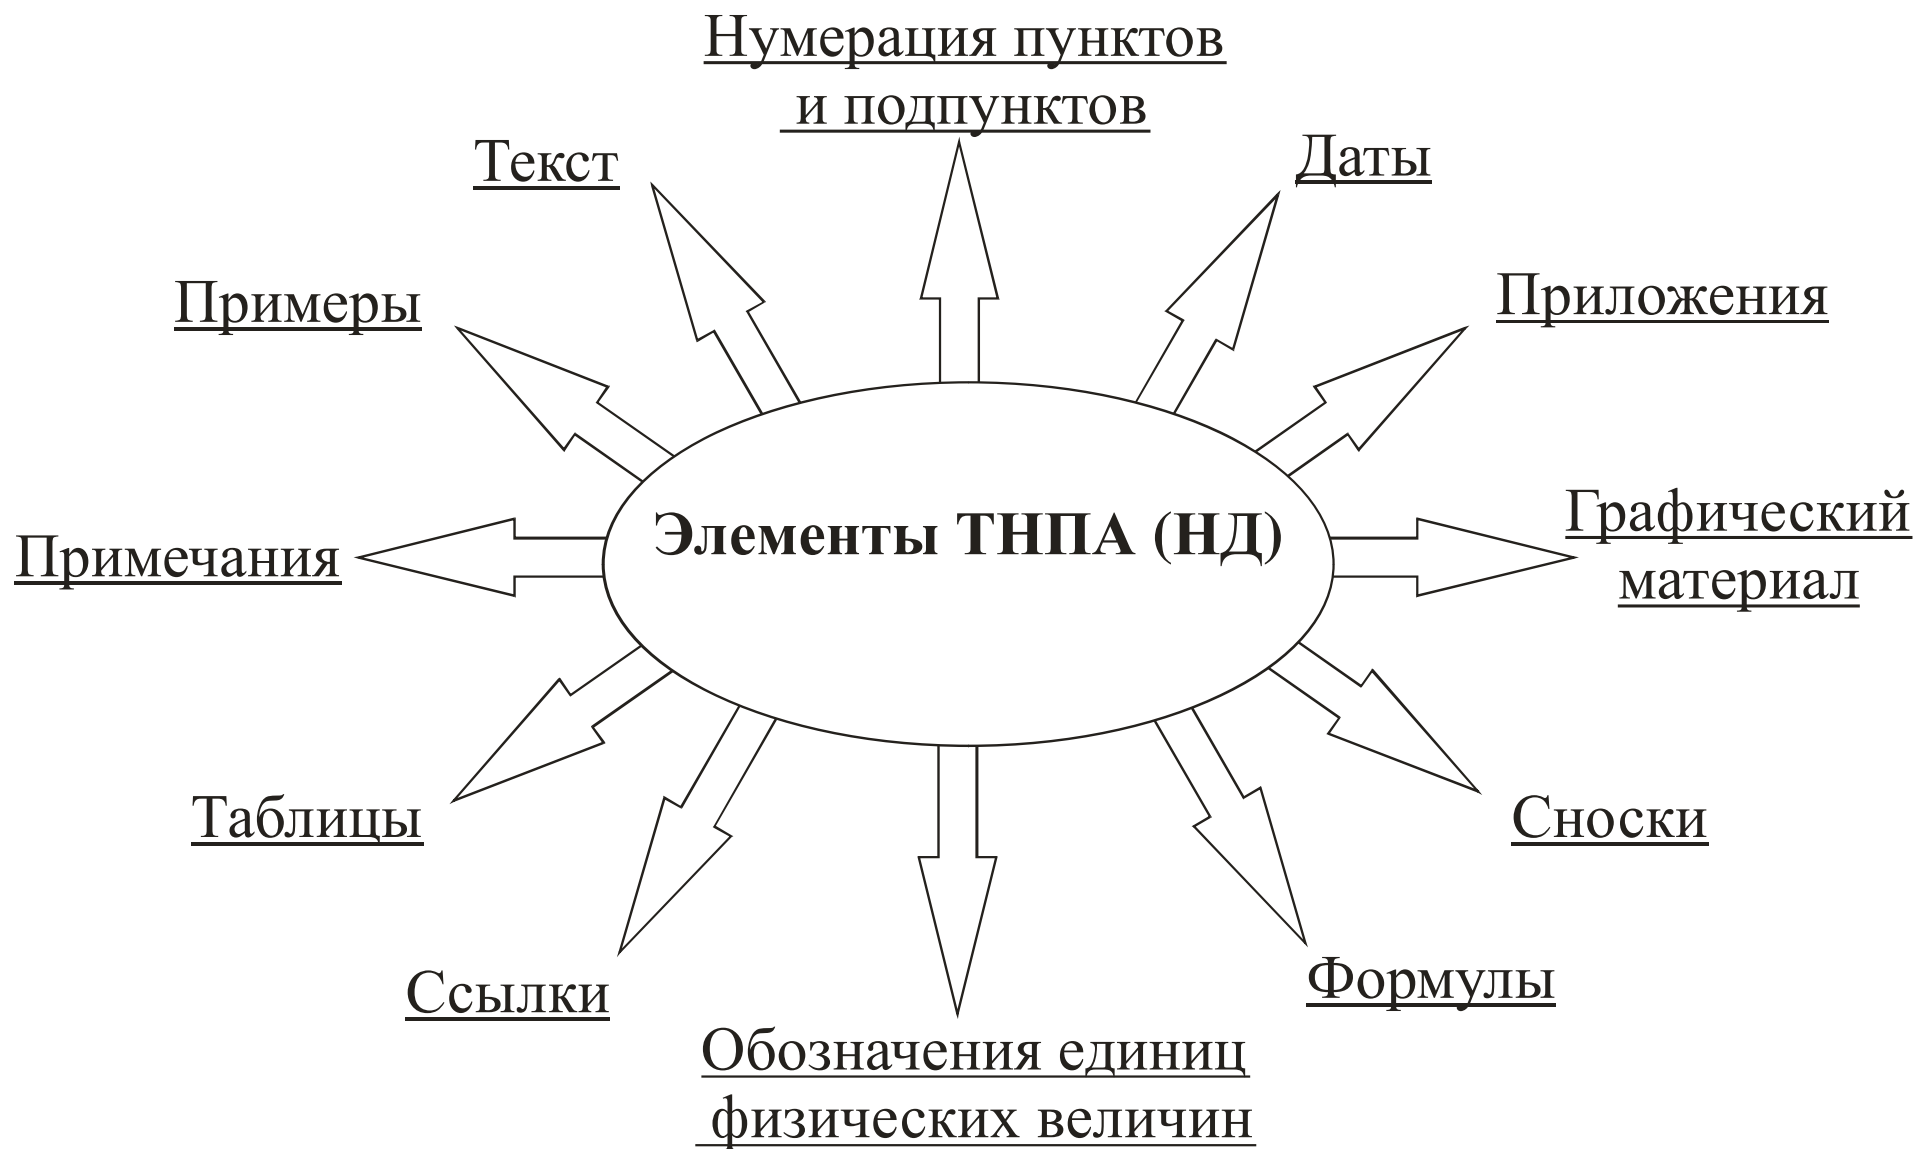 Нумерация пунктов
и подпунктов
Текст
Даты
Примеры
Приложения
Элементы ТНПА (НД)
Графический
материал
Примечания
Таблицы
Сноски
Ссылки
Формулы
Обозначения единиц
физических величин